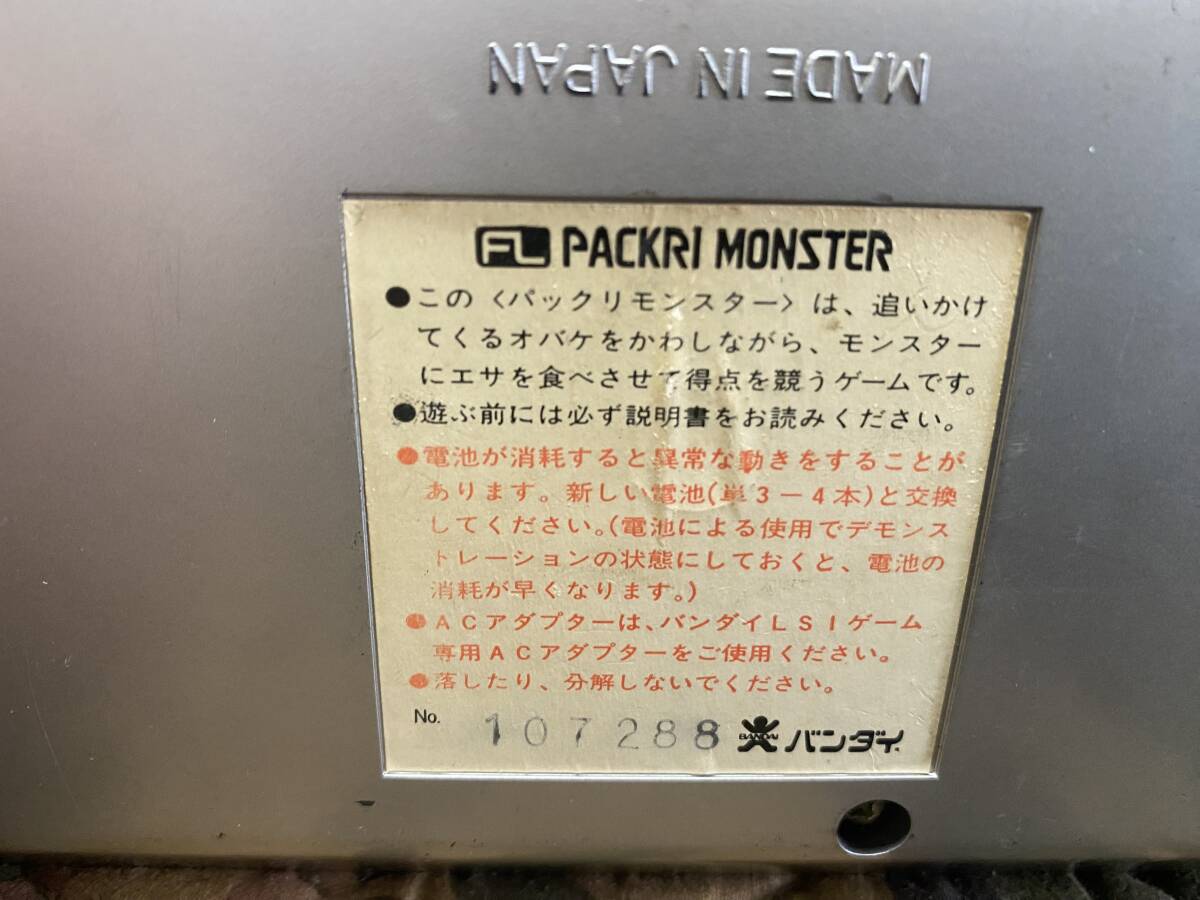 MADE IN JAPAN
FL PACKRI MONSTER
●この〈パックリモンスター〉は、追いかけ
てくるオバケをかわしながら、モンスター
にエサを食べさせて得点を競うゲームです。
●遊ぶ前には必ず説明書をお読みください。
●電池が消耗すると異常な動きをすることが
あります。新しい電池(単3−4本)と交換
してください。(電池による使用でデモンス
トレーションの状態にしておくと、電池の
消耗が早くなります。)
●ACアダプターは、バンダイLSIゲーム
専用ACアダプターをご使用ください。
●落したり、分解しないでください。
No. 107288 BANDAI バンダイ